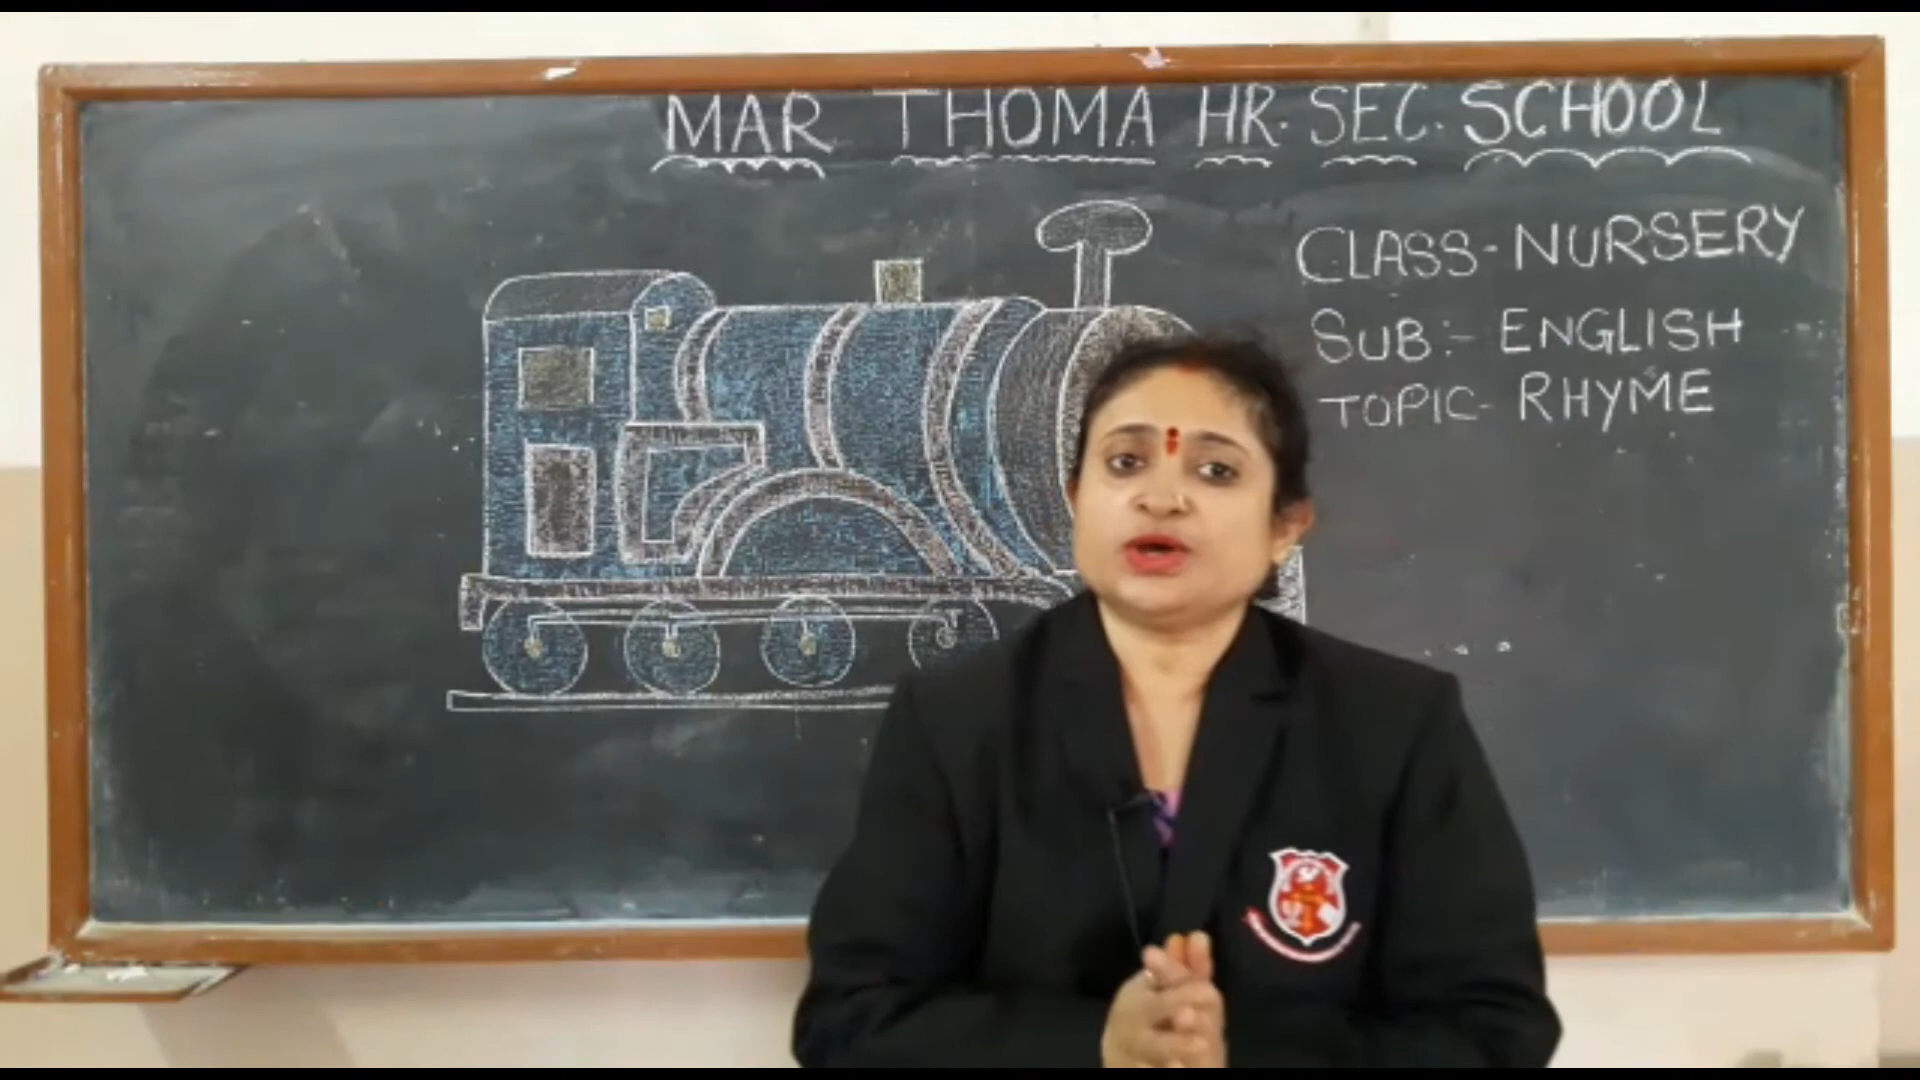 MAR THOMA HR. SEC. SCHOOL
CLASS- NURSERY
SUB:- ENGLISH
TOPIC- RHYME